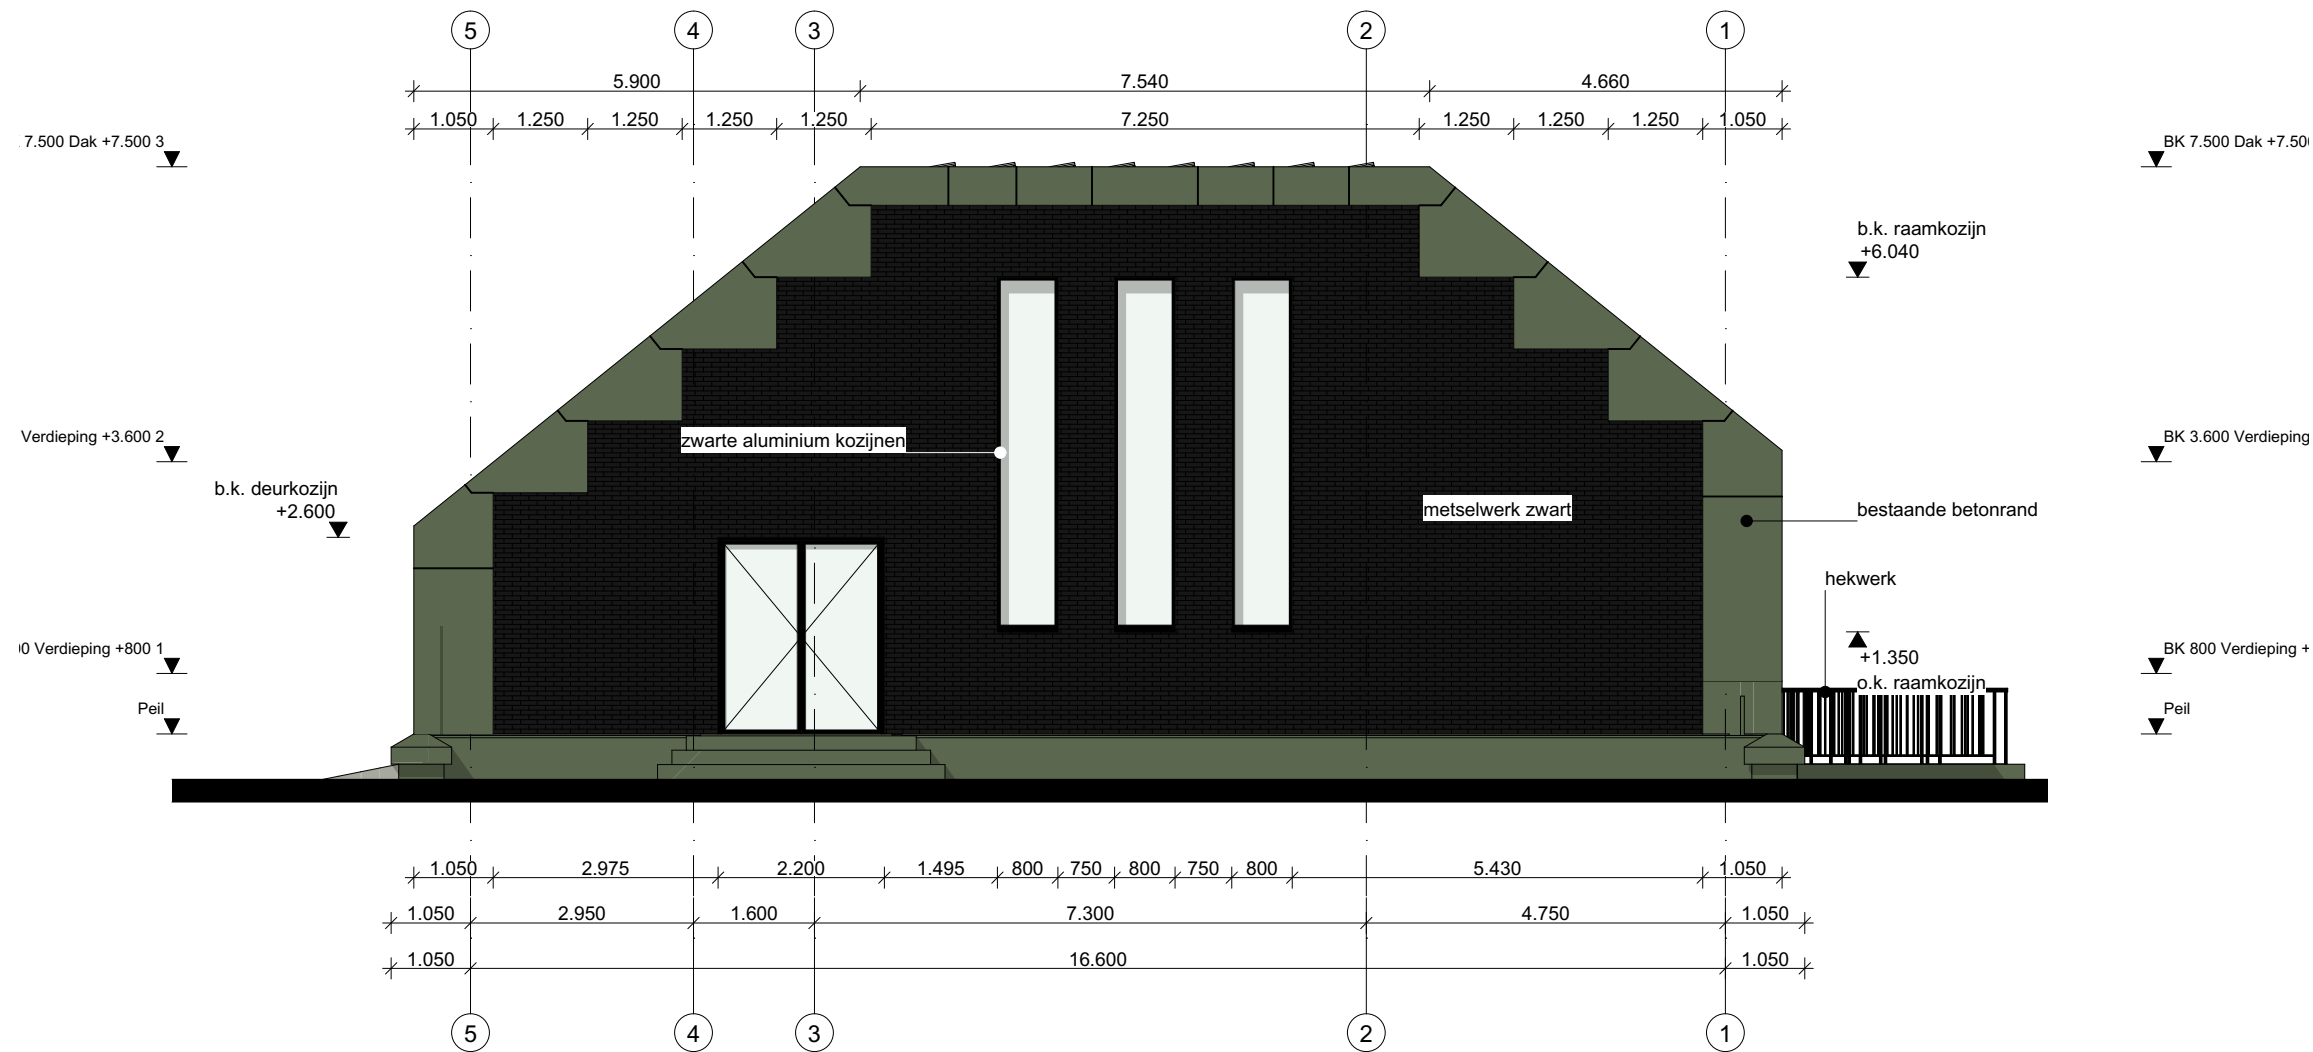 5 4 3 2 1
5.900 7.540 4.660
1.050 1.250 1.250 1.250 1.250 7.250 1.250 1.250 1.250 1.050
7.500 Dak +7.500 3
BK 7.500 Dak +7.500
b.k. raamkozijn
+6.040
Verdieping +3.600 2
zwarte aluminium kozijnen
BK 3.600 Verdieping
b.k. deurkozijn
+2.600
metselwerk zwart
bestaande betonrand
hekwerk
00 Verdieping +800 1
+1.350
o.k. raamkozijn
BK 800 Verdieping +
Peil
Peil
1.050 2.975 2.200 1.495 800 750 800 750 800 5.430 1.050
1.050 2.950 1.600 7.300 4.750 1.050
1.050 16.600 1.050
5 4 3 2 1